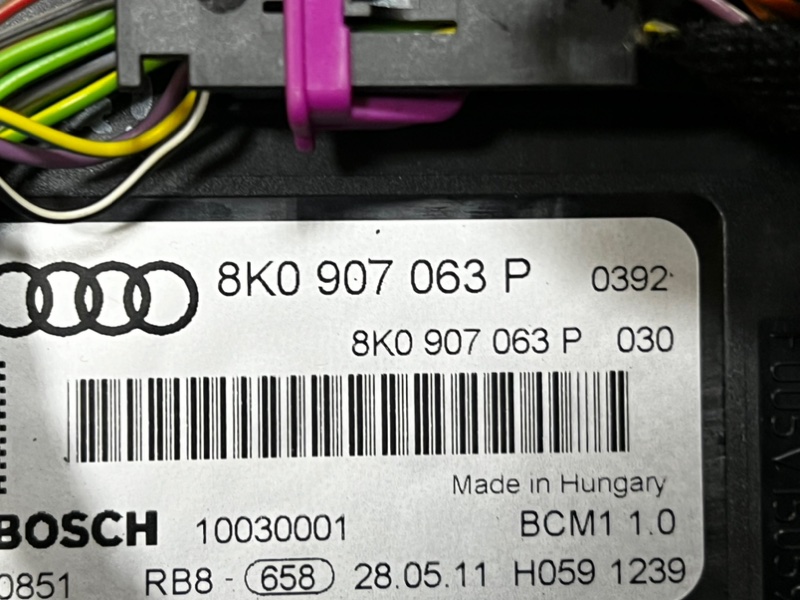 8K0 907 063 P 0392
8K0 907 063 P 030
Made in Hungary
BOSCH 10030001 BCM1 1.0
0851 RB8 - 658 28.05.11 H059 1239